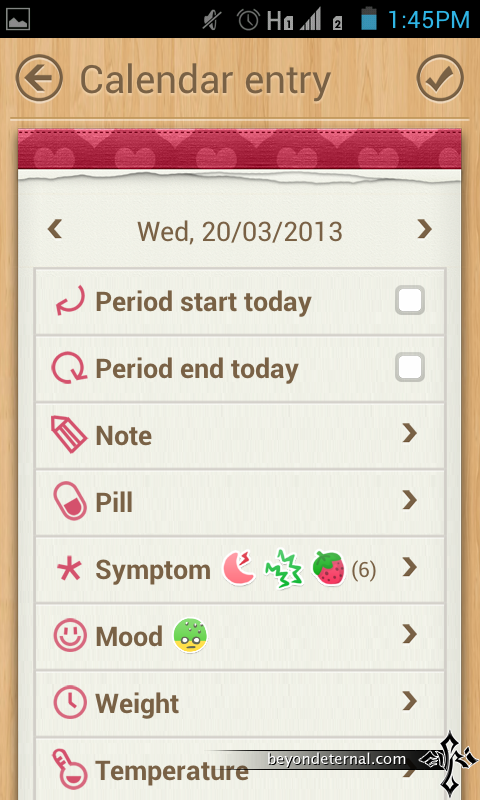 H 1 2 1:45PM
Calendar entry
Wed, 20/03/2013
Period start today
Period end today
Note
Pill
Symptom (6)
Mood
Weight
Temperature
beyondeternal.com